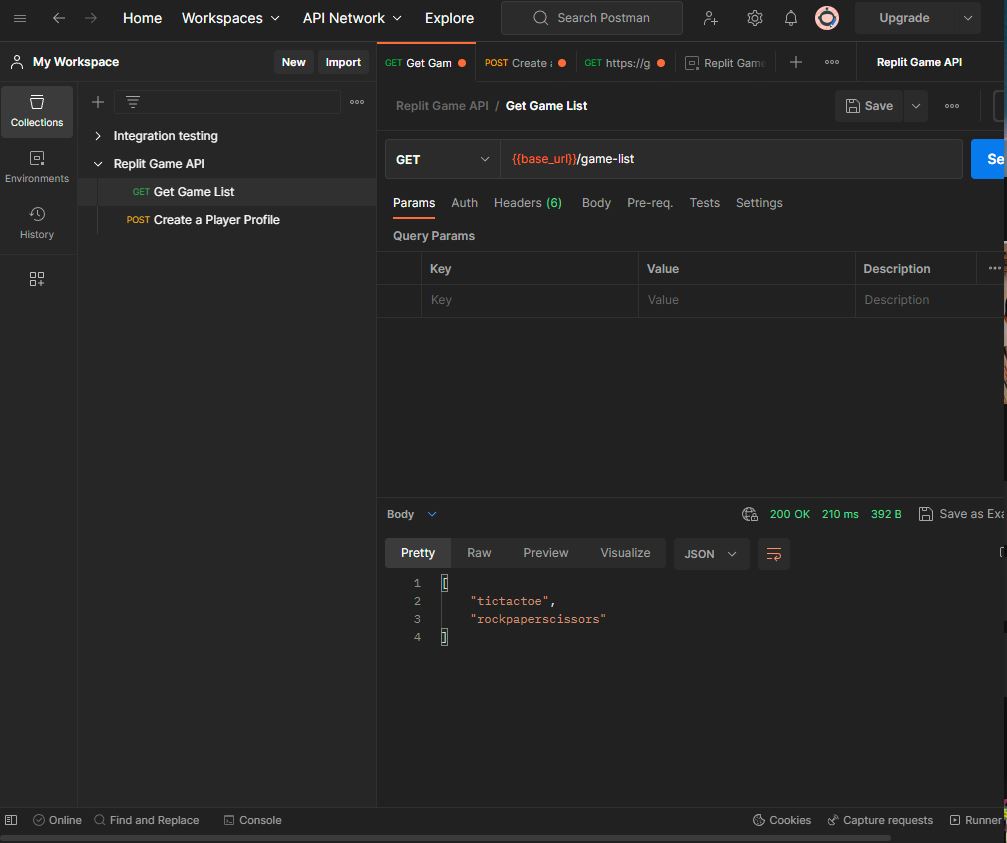 Home Workspaces API Network Explore Search Postman Upgrade
My Workspace New Import GET Get Gam POST Create GET https://g Replit Game Replit Game API
Collections
Environments
History
Integration testing
Replit Game API
GET Get Game List
POST Create a Player Profile
Replit Game API / Get Game List Save
GET {{base_url}}/game-list Se
Params Auth Headers (6) Body Pre-req. Tests Settings
Query Params
Key Value Description
Key Value Description
Body 200 OK 210 ms 392 B Save as Exa
Pretty Raw Preview Visualize JSON
1 [
2 "tictactoe",
3 "rockpaperscissors"
4 ]
Online Find and Replace Console Cookies Capture requests Runner